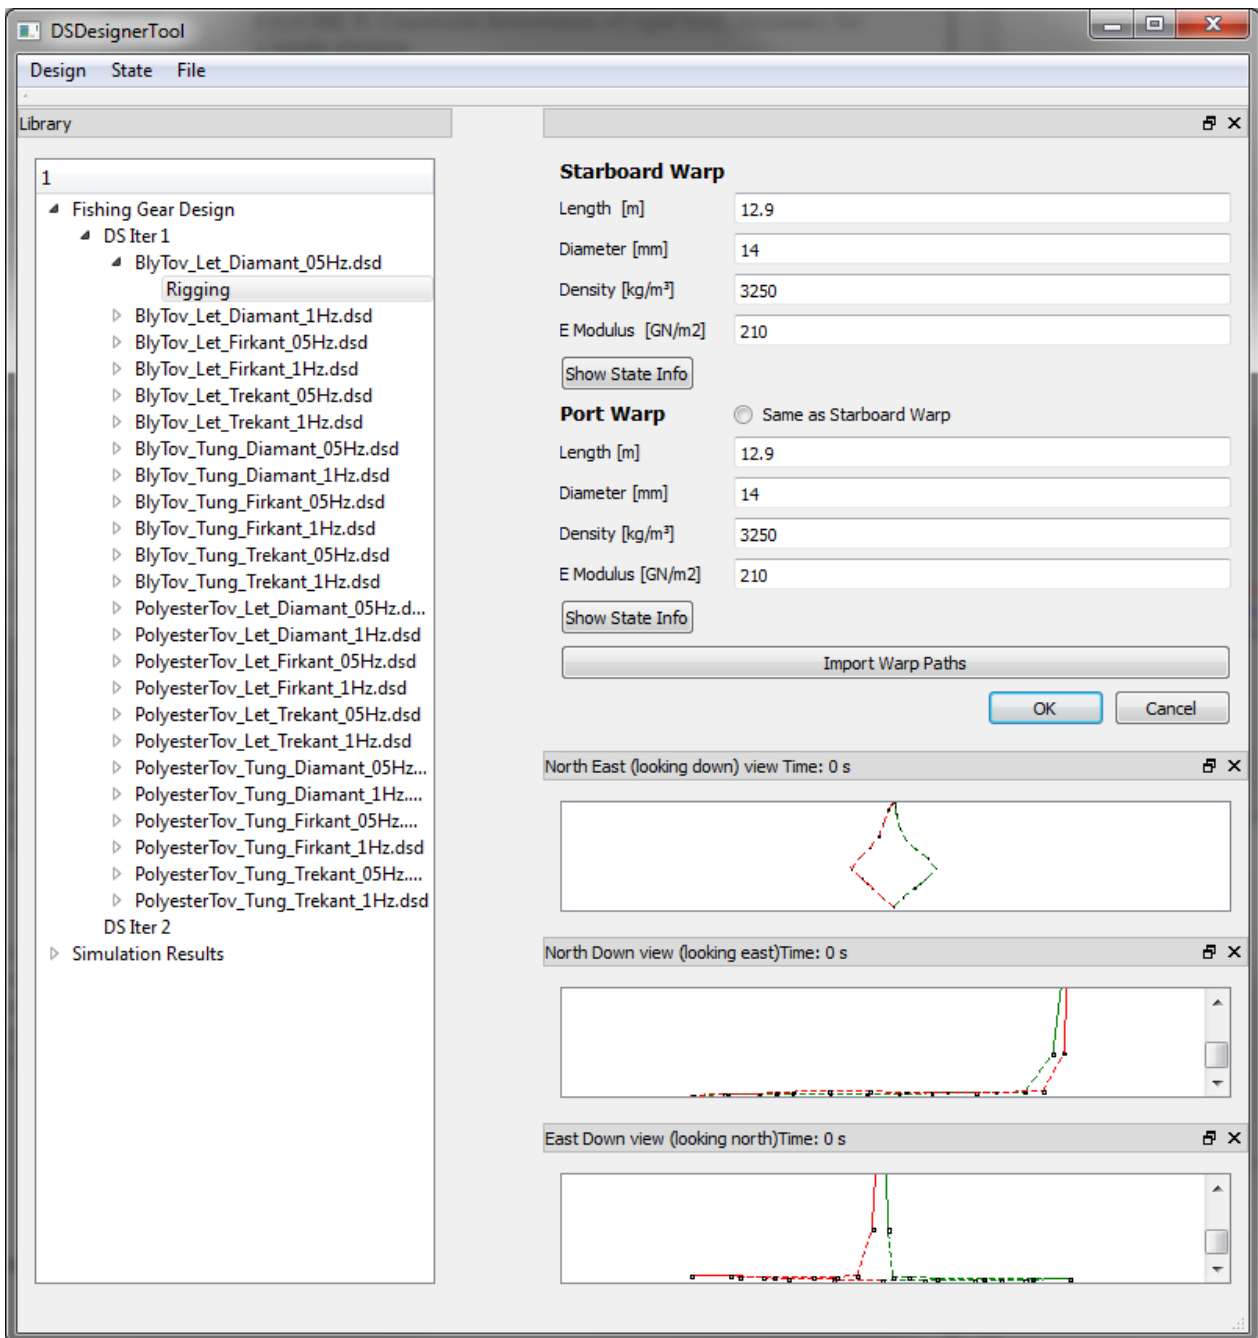 DSDesignerTool
Design State File
Library
1
Fishing Gear Design
DS Iter 1
BlyTov_Let_Diamant_05Hz.dsd
Rigging
BlyTov_Let_Diamant_1Hz.dsd
BlyTov_Let_Firkant_05Hz.dsd
BlyTov_Let_Firkant_1Hz.dsd
BlyTov_Let_Trekant_05Hz.dsd
BlyTov_Let_Trekant_1Hz.dsd
BlyTov_Tung_Diamant_05Hz.dsd
BlyTov_Tung_Diamant_1Hz.dsd
BlyTov_Tung_Firkant_05Hz.dsd
BlyTov_Tung_Firkant_1Hz.dsd
BlyTov_Tung_Trekant_05Hz.dsd
BlyTov_Tung_Trekant_1Hz.dsd
PolyesterTov_Let_Diamant_05Hz.d...
PolyesterTov_Let_Diamant_1Hz.dsd
PolyesterTov_Let_Firkant_05Hz.dsd
PolyesterTov_Let_Firkant_1Hz.dsd
PolyesterTov_Let_Trekant_05Hz.dsd
PolyesterTov_Let_Trekant_1Hz.dsd
PolyesterTov_Tung_Diamant_05Hz...
PolyesterTov_Tung_Diamant_1Hz....
PolyesterTov_Tung_Firkant_05Hz....
PolyesterTov_Tung_Firkant_1Hz.dsd
PolyesterTov_Tung_Trekant_05Hz....
PolyesterTov_Tung_Trekant_1Hz.dsd
DS Iter 2
Simulation Results
Starboard Warp
Length [m] 12.9
Diameter [mm] 14
Density [kg/m³] 3250
E Modulus [GN/m2] 210
Show State Info
Port Warp Same as Starboard Warp
Length [m] 12.9
Diameter [mm] 14
Density [kg/m³] 3250
E Modulus [GN/m2] 210
Show State Info
Import Warp Paths
OK Cancel
North East (looking down) view Time: 0 s
North Down view (looking east)Time: 0 s
East Down view (looking north)Time: 0 s